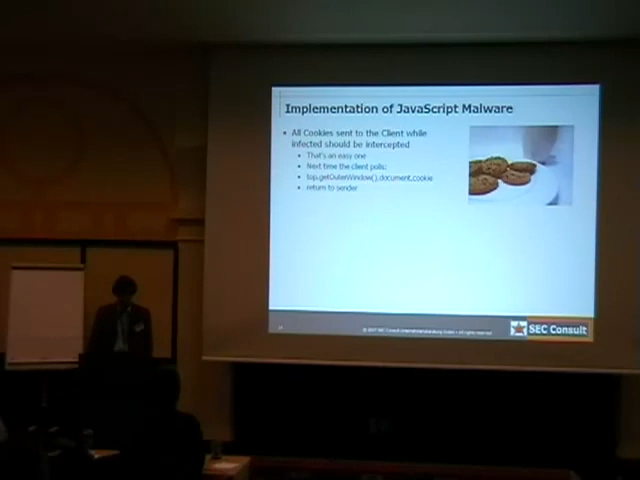 Implementation of JavaScript Malware
• All Cookies sent to the Client while
infected should be intercepted
• That's an easy one
• Next time the client polls:
• top.getOuterWindow().document.cookie
• return to sender
SEC Consult